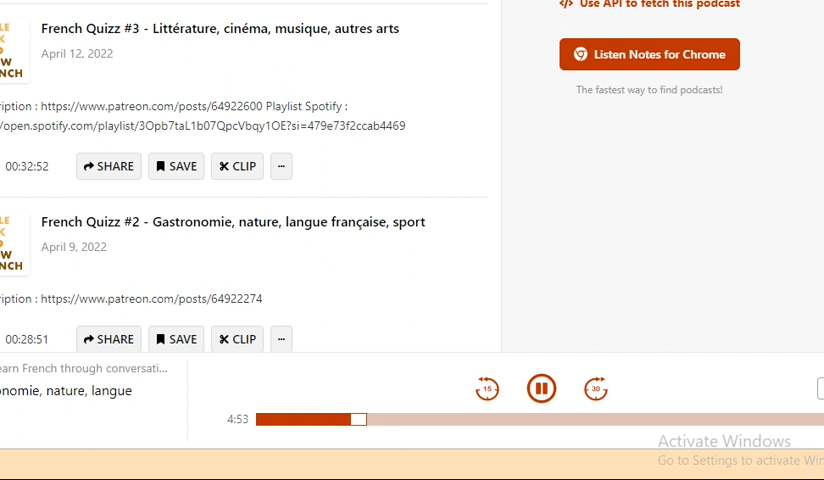 Use API to fetch this podcast
Listen Notes for Chrome
The fastest way to find podcasts!
French Quizz #3 - Littérature, cinéma, musique, autres arts
April 12, 2022
ription : https://www.patreon.com/posts/64922600 Playlist Spotify :
/open.spotify.com/playlist/3Opb7taL1b07QpcVbqy1OE?si=479e73f2ccab4469
00:32:52 SHARE SAVE CLIP ...
LE
K
O
W
NCH
French Quizz #2 - Gastronomie, nature, langue française, sport
April 9, 2022
ription : https://www.patreon.com/posts/64922274
00:28:51 SHARE SAVE CLIP ...
LE
K
O
W
NCH
earn French through conversati...
onomie, nature, langue
15
30
4:53
Activate Windows
Go to Settings to activate Win